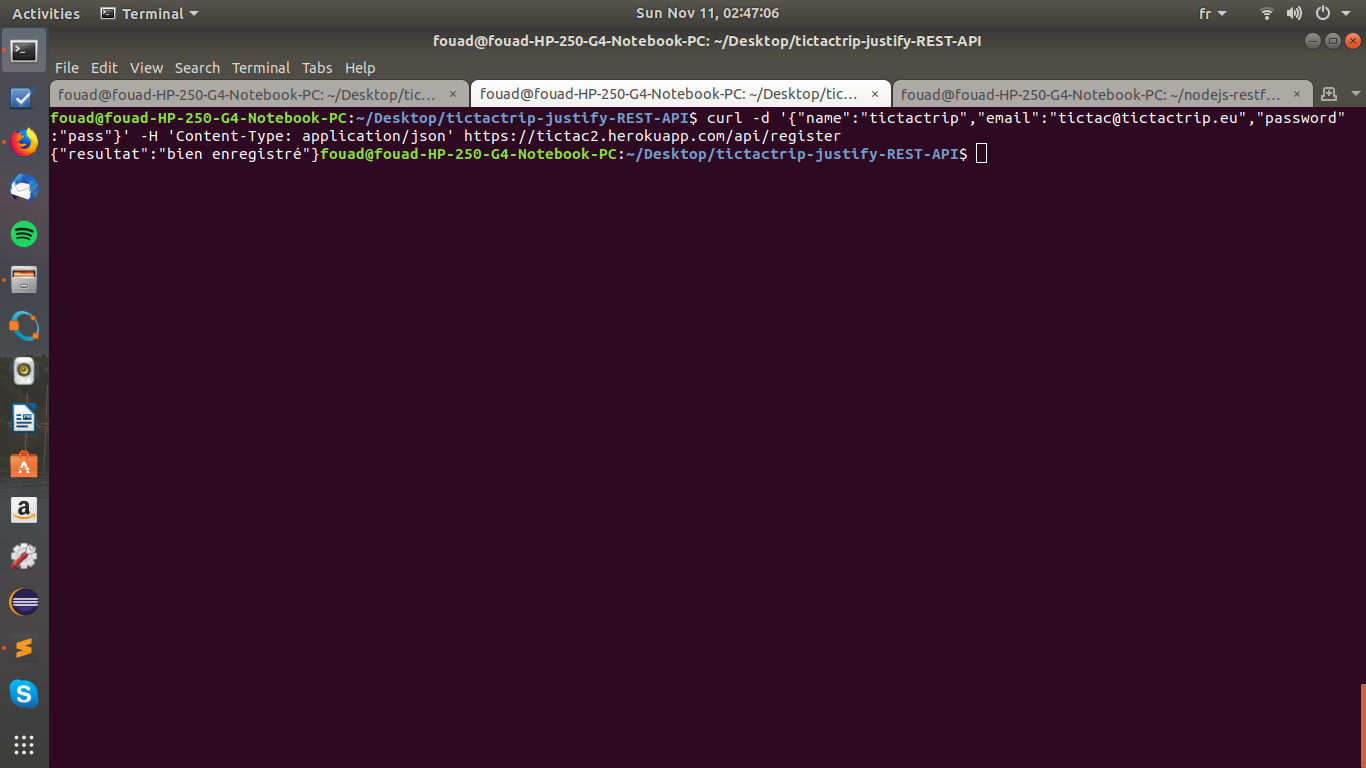 Activities Terminal Sun Nov 11, 02:47:06 fr
fouad@fouad-HP-250-G4-Notebook-PC: ~/Desktop/tictactrip-justify-REST-API
File Edit View Search Terminal Tabs Help
fouad@fouad-HP-250-G4-Notebook-PC: ~/Desktop/tic… × fouad@fouad-HP-250-G4-Notebook-PC: ~/Desktop/tic… × fouad@fouad-HP-250-G4-Notebook-PC: ~/nodejs-restf… ×
fouad@fouad-HP-250-G4-Notebook-PC:~/Desktop/tictactrip-justify-REST-API$ curl -d '{"name":"tictactrip","email":"tictac@tictactrip.eu","password"
:"pass"}' -H 'Content-Type: application/json' https://tictac2.herokuapp.com/api/register
{"resultat":"bien enregistré"}fouad@fouad-HP-250-G4-Notebook-PC:~/Desktop/tictactrip-justify-REST-API$